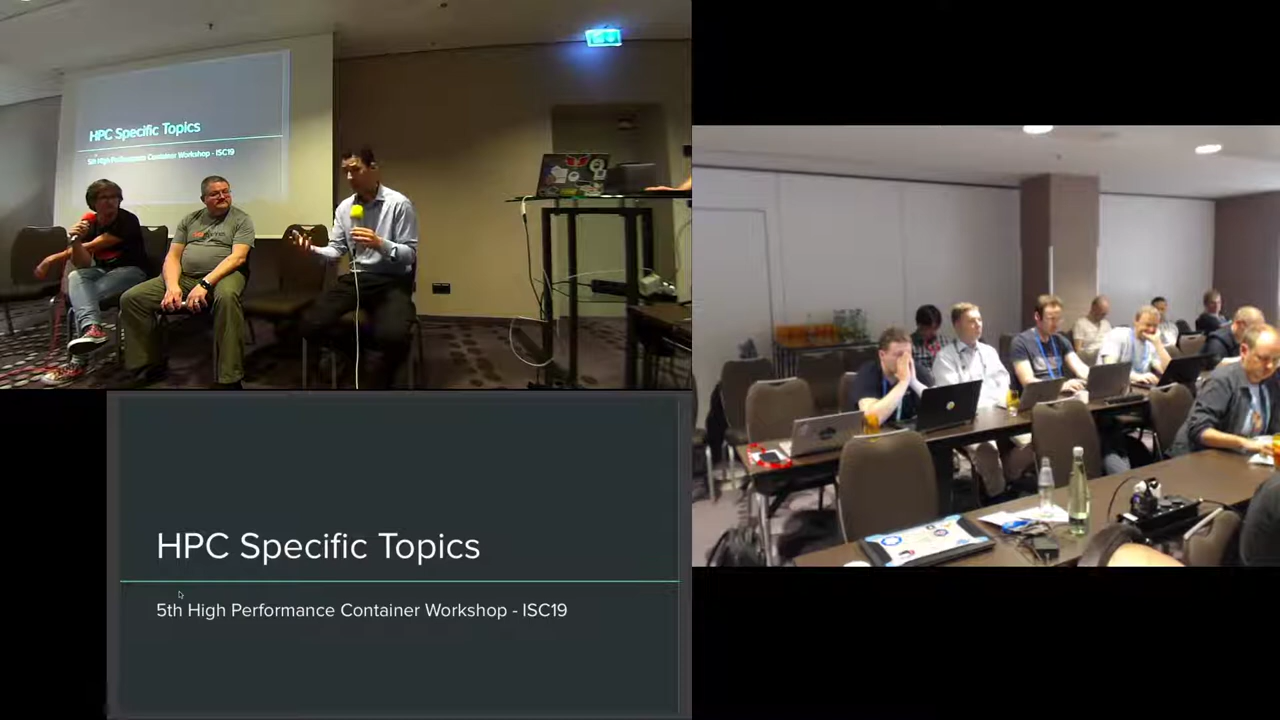 HPC Specific Topics
5th High Performance Container Workshop - ISC19
HPC Specific Topics
5th High Performance Container Workshop - ISC19